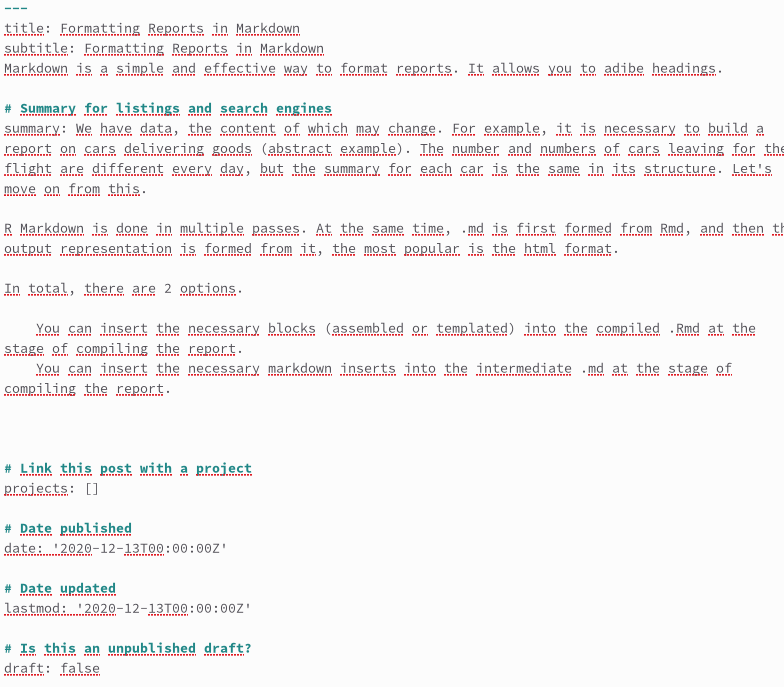 ---
title: Formatting Reports in Markdown
subtitle: Formatting Reports in Markdown
Markdown is a simple and effective way to format reports. It allows you to adibe headings.
# Summary for listings and search engines
summary: We have data, the content of which may change. For example, it is necessary to build a
report on cars delivering goods (abstract example). The number and numbers of cars leaving for the
flight are different every day, but the summary for each car is the same in its structure. Let's
move on from this.
R Markdown is done in multiple passes. At the same time, .md is first formed from Rmd, and then th
output representation is formed from it, the most popular is the html format.
In total, there are 2 options.
You can insert the necessary blocks (assembled or templated) into the compiled .Rmd at the
stage of compiling the report.
You can insert the necessary markdown inserts into the intermediate .md at the stage of
compiling the report.
# Link this post with a project
projects: []
# Date published
date: '2020-12-13T00:00:00Z'
# Date updated
lastmod: '2020-12-13T00:00:00Z'
# Is this an unpublished draft?
draft: false